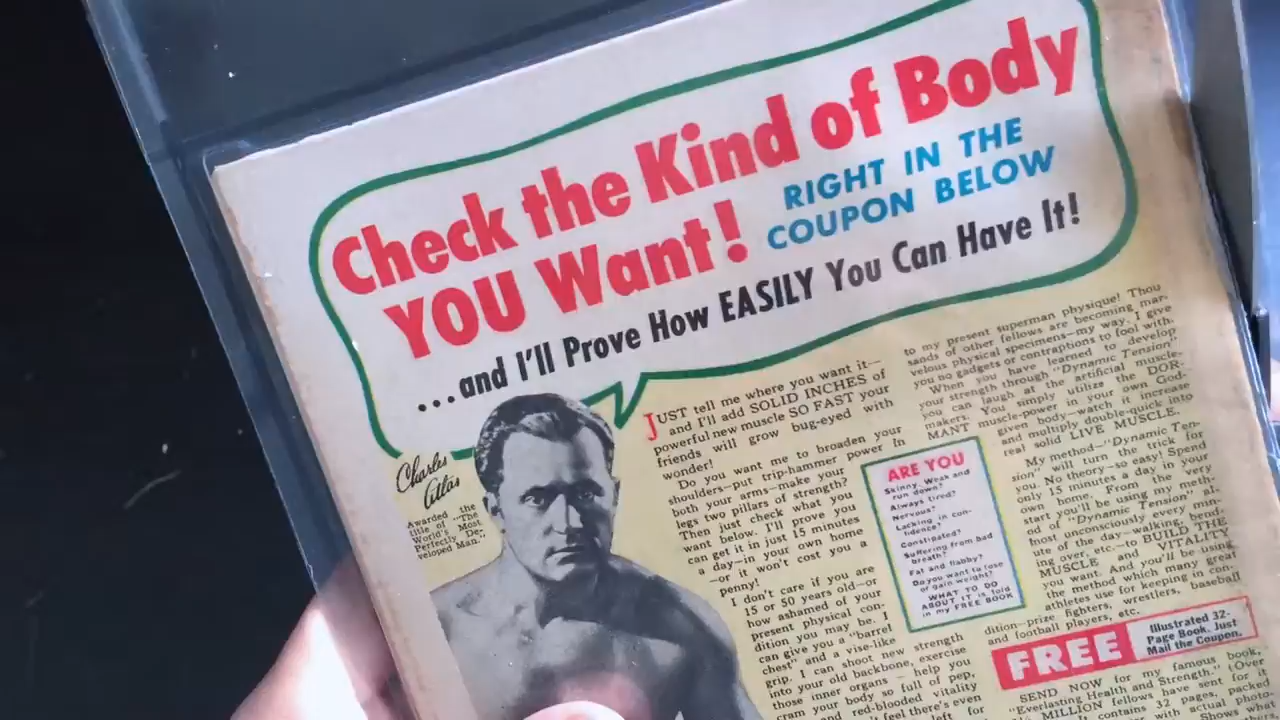 Check the Kind of Body
YOU Want! RIGHT IN THE
COUPON BELOW
...and I'll Prove How EASILY You Can Have It!
Charles
Atlas
Awarded the
title of
"The
World's Most
Perfectly De-
veloped Man."
JUST tell me where you want it—
and I'll add SOLID INCHES of
powerful new muscle SO FAST your
friends will grow bug-eyed with
wonder!
Do you want me to broaden your
shoulders—put trip-hammer power in
both your arms—make your
legs two pillars of strength?
Then just check what you
want below. I'll prove you
can get it in just 15 minutes
a day—in your own home
—or it won't cost you a
penny!
I don't care if you are
15 or 50 years old—or
how ashamed of your
present physical con-
dition you may be. I
can give you a "barrel
chest" and a vise-like
grip. I can shoot new strength
into your old backbone, exercise
those inner organs - help you
cram your body so full of pep,
and red-blooded vitality
feel there's even
left for
to my present superman physique! Thou
sands of other fellows are becoming mar-
velous physical specimens—my way. I give
you no gadgets or contraptions to fool with.
When you have learned to develop
your strength through "Dynamic Tension"
you can laugh at the artificial muscle-
makers. You simply utilize the DOR-
MANT muscle-power in your own God-
given body—watch it increase
and multiply double-quick into
real solid LIVE MUSCLE.
My method—"Dynamic Ten-
sion" will turn the trick for
you. No theory—so easy! Spend
only 15 minutes a day in your
own home. From the very
start you'll be using my meth-
od of "Dynamic Tension" al-
most unconsciously every min-
ute of the day—walking, bend-
ing over, etc.—to BUILD THE
MUSCLE and VITALITY
you want. And you'll be using
the method which many great
athletes use for keeping in con-
dition—prize fighters, wrestlers, baseball
and football players, etc.
ARE YOU
Skinny, Weak and
run down?
Always tired?
Nervous?
Lacking in con-
fidence?
Constipated?
Suffering from bad
breath?
Fat and flabby?
Do you want to lose
or gain weight?
WHAT TO DO
ABOUT IT is told
in my FREE BOOK
FREE
Illustrated 32-
Page Book. Just
Mail the Coupon.
SEND NOW for my famous book,
"Everlasting Health and Strength." (Over
MILLION fellows have sent for it
contains 32 pages, packed
with actual photo-
what